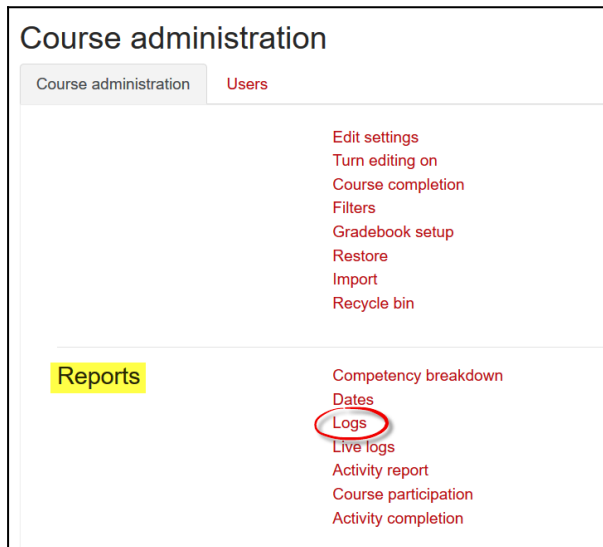 Course administration
Course administration Users
Edit settings
Turn editing on
Course completion
Filters
Gradebook setup
Restore
Import
Recycle bin
Reports
Competency breakdown
Dates
Logs
Live logs
Activity report
Course participation
Activity completion